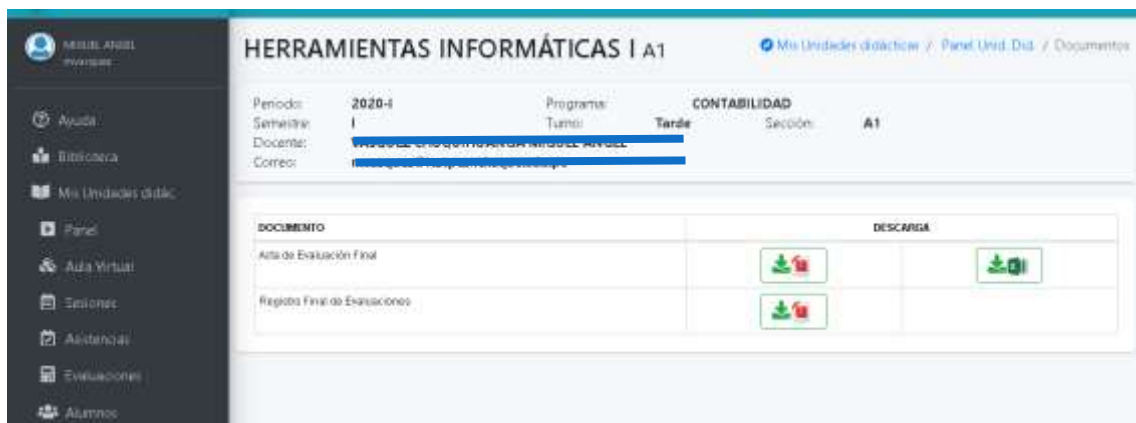 MIGUEL ANGEL
HERRAMIENTAS INFORMÁTICAS I A1
Mis Unidades didácticas / Panel Unid. Did. / Documentos
Periodo: 2020-I Programa: CONTABILIDAD
Semestre: I Turno: Tarde Sección: A1
Docente:
Correo:
Ayuda
Biblioteca
Mis Unidades didác.
Panel
Aula Virtual
Sesiones
Asistencias
Evaluaciones
Alumnos
DOCUMENTO DESCARGA
Acta de Evaluación Final
Registro Final de Evaluaciones